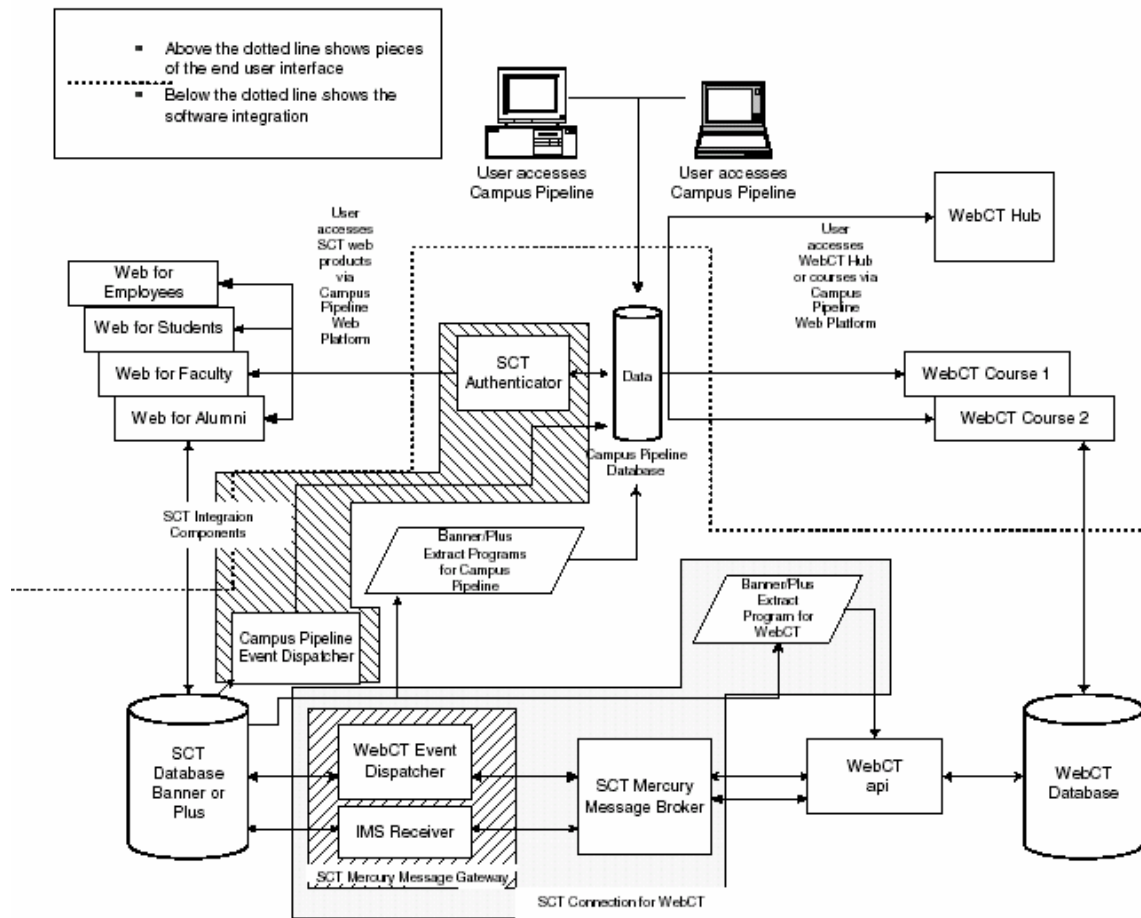 ▪ Above the dotted line shows pieces
of the end user interface
▪ Below the dotted line shows the
software integration
User accesses
Campus Pipeline
User accesses
Campus Pipeline
WebCT Hub
User
accesses
SCT web
products
via
Campus
Pipeline
Web
Platform
User
accesses
WebCT Hub
or courses via
Campus
Pipeline
Web Platform
Web for
Employees
Web for Students
Web for Faculty
Web for Alumni
SCT
Authenticator
Data
Campus Pipeline
Database
WebCT Course 1
WebCT Course 2
SCT Integraion
Components
Banner/Plus
Extract Programs
for Campus
Pipeline
Banner/Plus
Extract
Program for
WebCT
Campus Pipeline
Event Dispatcher
SCT
Database
Banner or
Plus
WebCT Event
Dispatcher
IMS Receiver
SCT Mercury Message Gateway
SCT Mercury
Message Broker
WebCT
api
WebCT
Database
SCT Connection for WebCT